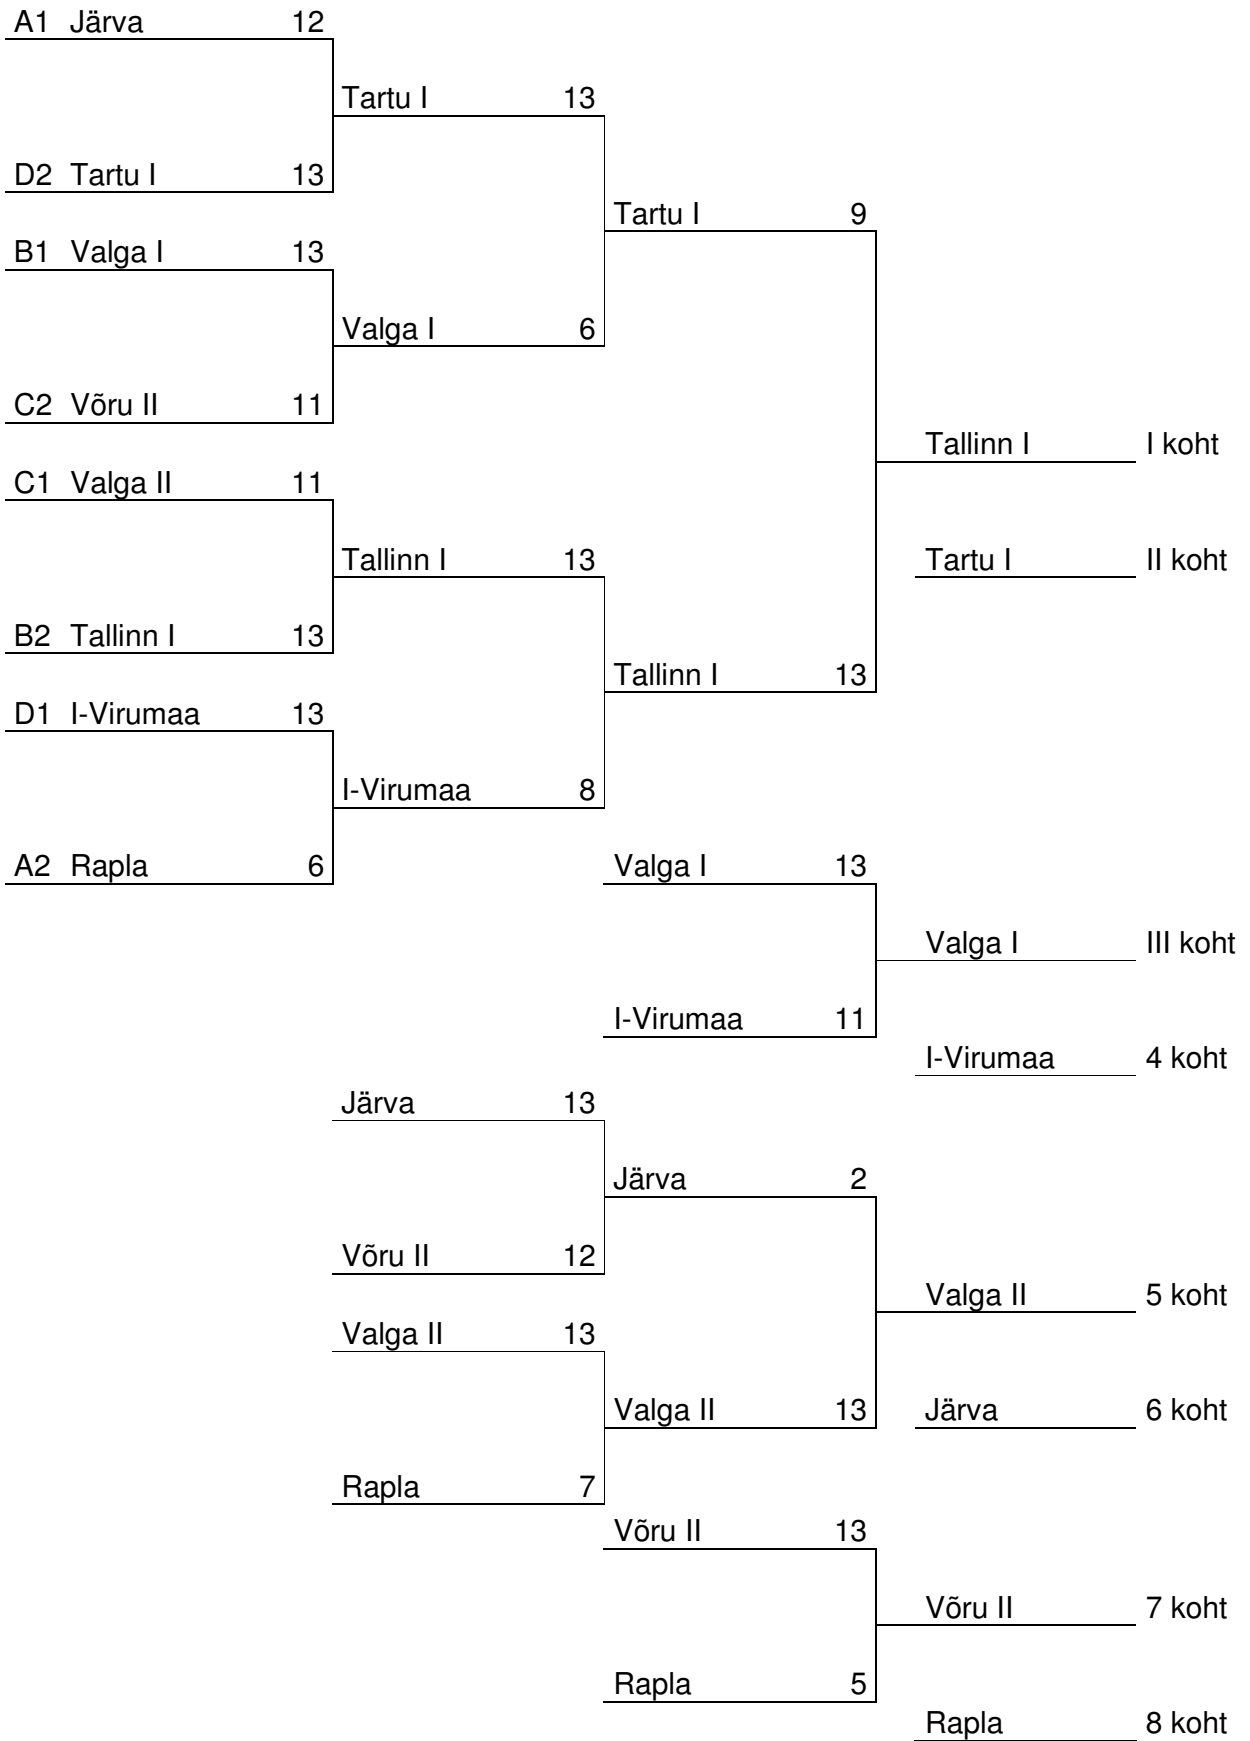 A1 Järva 12
Tartu I 13
D2 Tartu I 13
Tartu I 9
B1 Valga I 13
Valga I 6
C2 Võru II 11
Tallinn I I koht
C1 Valga II 11
Tallinn I 13
Tartu I II koht
B2 Tallinn I 13
Tallinn I 13
D1 I-Virumaa 13
I-Virumaa 8
A2 Rapla 6
Valga I 13
Valga I III koht
I-Virumaa 11
I-Virumaa 4 koht
Järva 13
Järva 2
Võru II 12
Valga II 5 koht
Valga II 13
Valga II 13
Järva 6 koht
Rapla 7
Võru II 13
Võru II 7 koht
Rapla 5
Rapla 8 koht